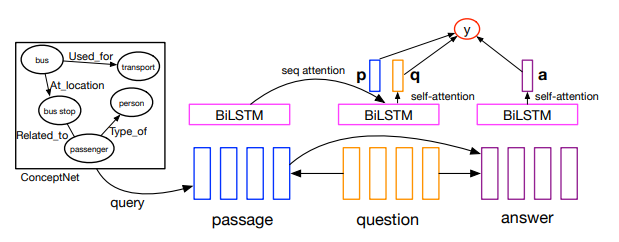 bus
Used_for
transport
At_location
bus stop
person
Related_to
Type_of
passenger
ConceptNet
query
y
seq attention
p
q
a
self-attention
self-attention
BiLSTM
BiLSTM
BiLSTM
passage
question
answer